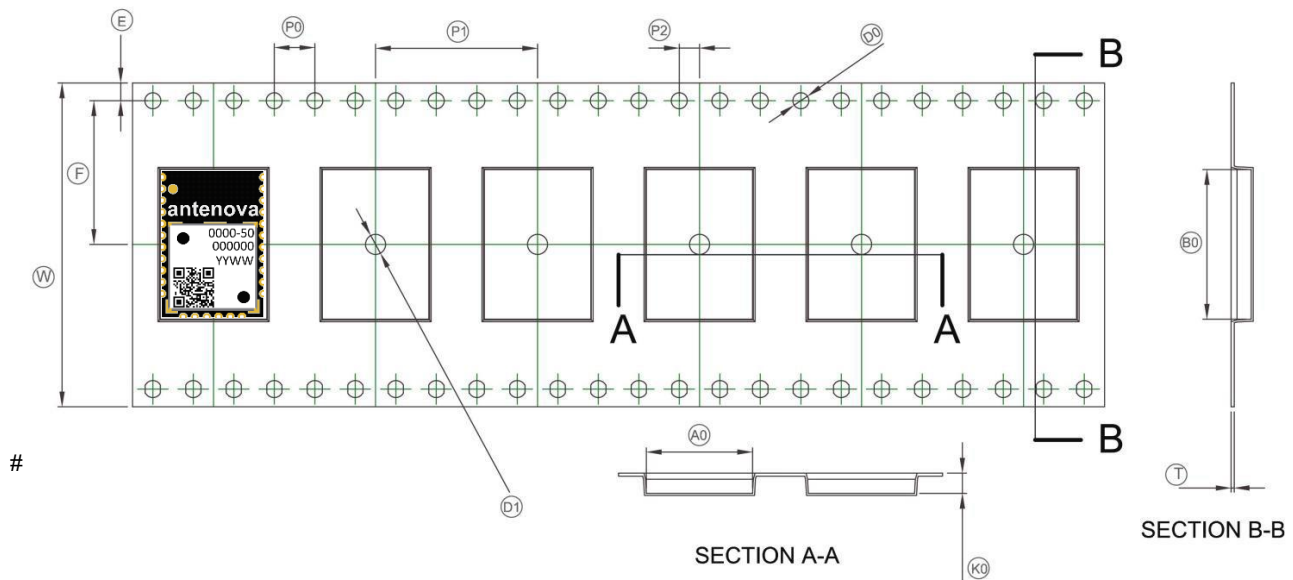 E
P0
P1
P2
D0
B
F
W
antenova
0000-50
000000
YYWW
A
A
B0
B
#
A0
D1
T
K0
SECTION A-A
SECTION B-B